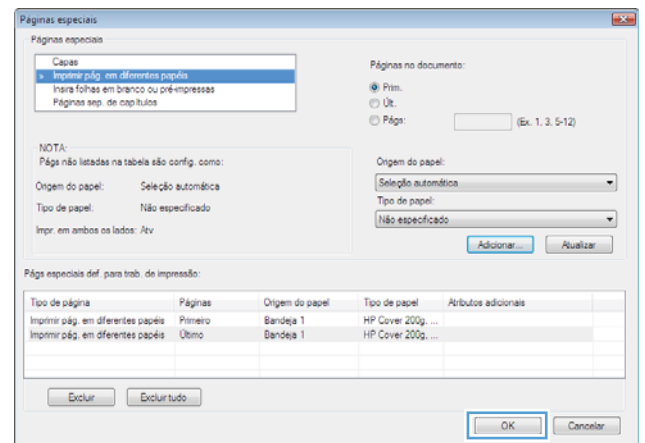 Páginas especiais
Páginas especiais
Capas
» Imprimir pág. em diferentes papéis
Insira folhas em branco ou pré-impressas
Páginas sep. de capítulos
Páginas no documento:
Prim.
Últ.
Págs: (Ex. 1, 3, 5-12)
NOTA:
Págs não listadas na tabela são config. como:
Origem do papel: Seleção automática
Tipo de papel: Não especificado
Impr. em ambos os lados: Atv
Origem do papel:
Seleção automática
Tipo de papel:
Não especificado
Adicionar... Atualizar
Págs especiais def. para trab. de impressão:
Tipo de página Páginas Origem do papel Tipo de papel Atributos adicionais
Imprimir pág. em diferentes papéis Primeiro Bandeja 1 HP Cover 200g, ...
Imprimir pág. em diferentes papéis Último Bandeja 1 HP Cover 200g, ...
Excluir Excluir tudo
OK Cancelar